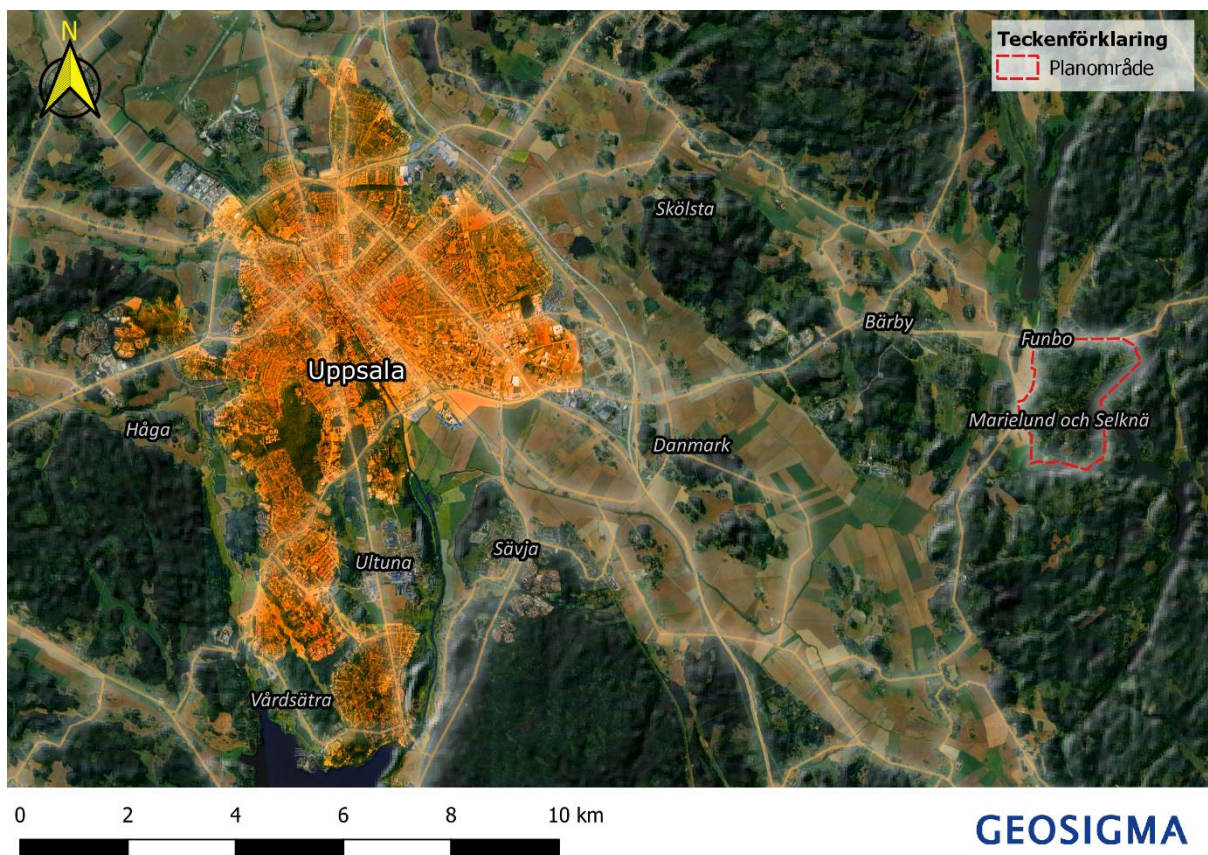 N
Teckenförklaring
Planområde
Skölsta
Bärby
Funbo
Uppsala
Marielund och Selknä
Håga
Danmark
Sävja
Ultuna
Vårdsätra
0 2 4 6 8 10 km
GEOSIGMA